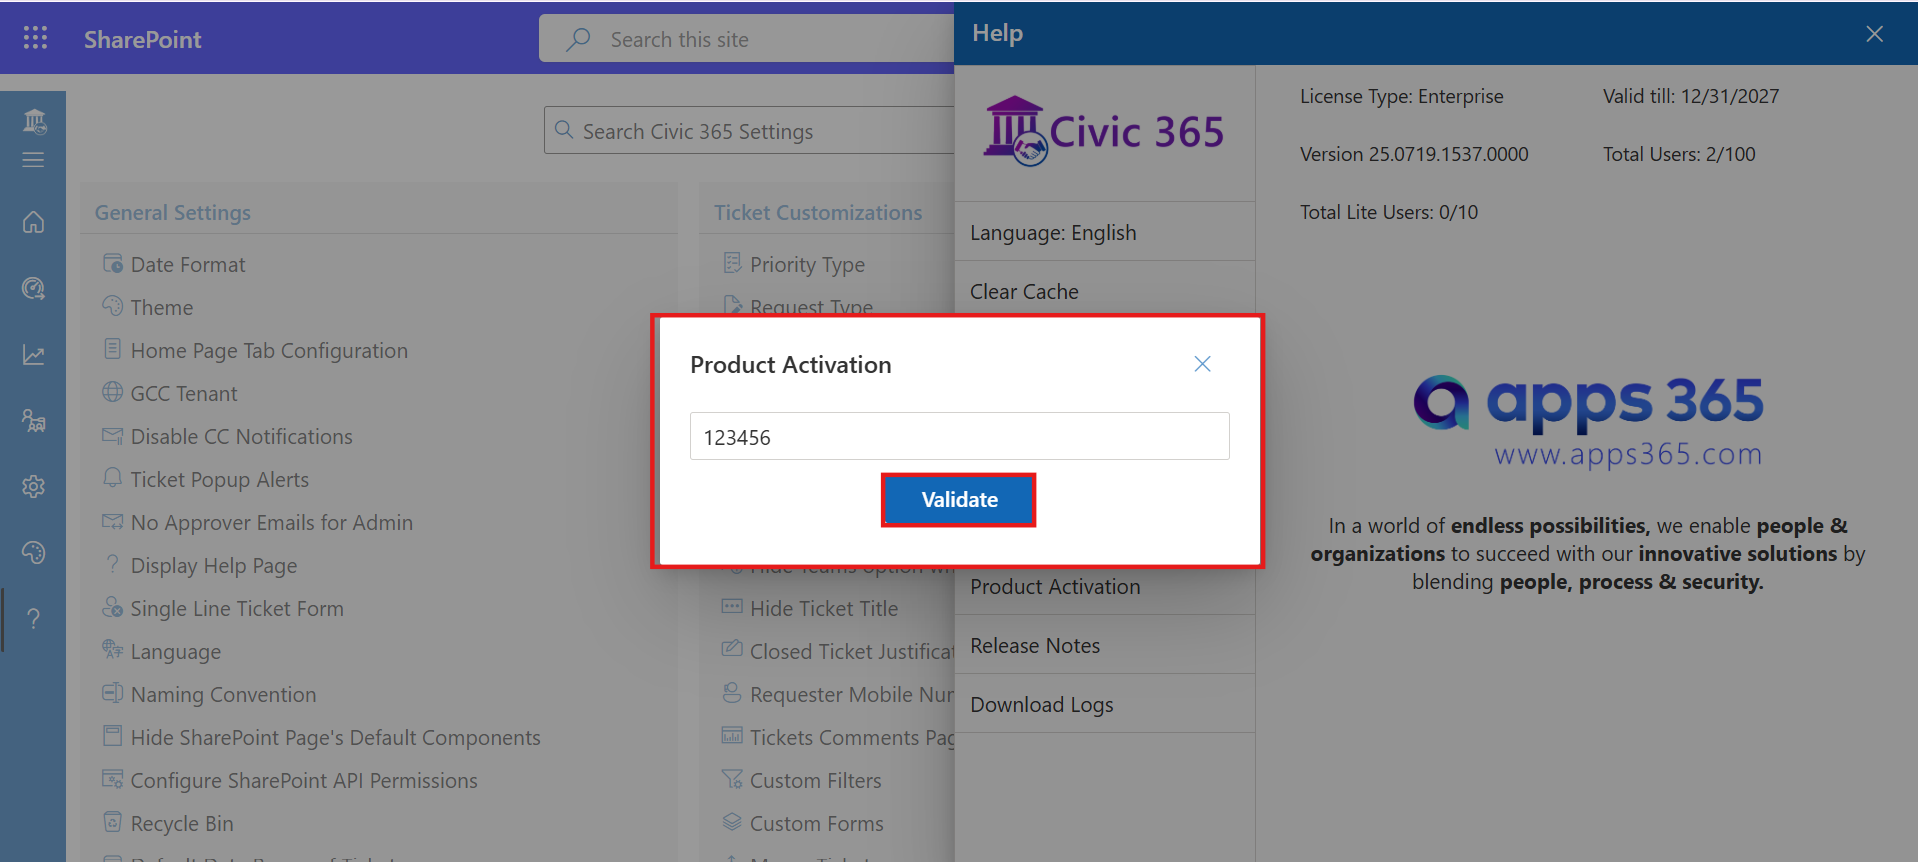 SharePoint
Search this site
Help
Civic 365
License Type: Enterprise
Valid till: 12/31/2027
Search Civic 365 Settings
Version 25.0719.1537.0000
Total Users: 2/100
Total Lite Users: 0/10
General Settings
Date Format
Theme
Home Page Tab Configuration
GCC Tenant
Disable CC Notifications
Ticket Popup Alerts
No Approver Emails for Admin
Display Help Page
Single Line Ticket Form
Language
Naming Convention
Hide SharePoint Page's Default Components
Configure SharePoint API Permissions
Recycle Bin
Ticket Customizations
Priority Type
Request Type
Hide Teams Option
Hide Ticket Title
Closed Ticket
Requester Mobile
Tickets Comments
Custom Filters
Custom Forms
Language: English
Clear Cache
Product Activation
Release Notes
Download Logs
Product Activation
123456
Validate
apps 365
www.apps365.com
In a world of endless possibilities, we enable people &
organizations to succeed with our innovative solutions by
blending people, process & security.